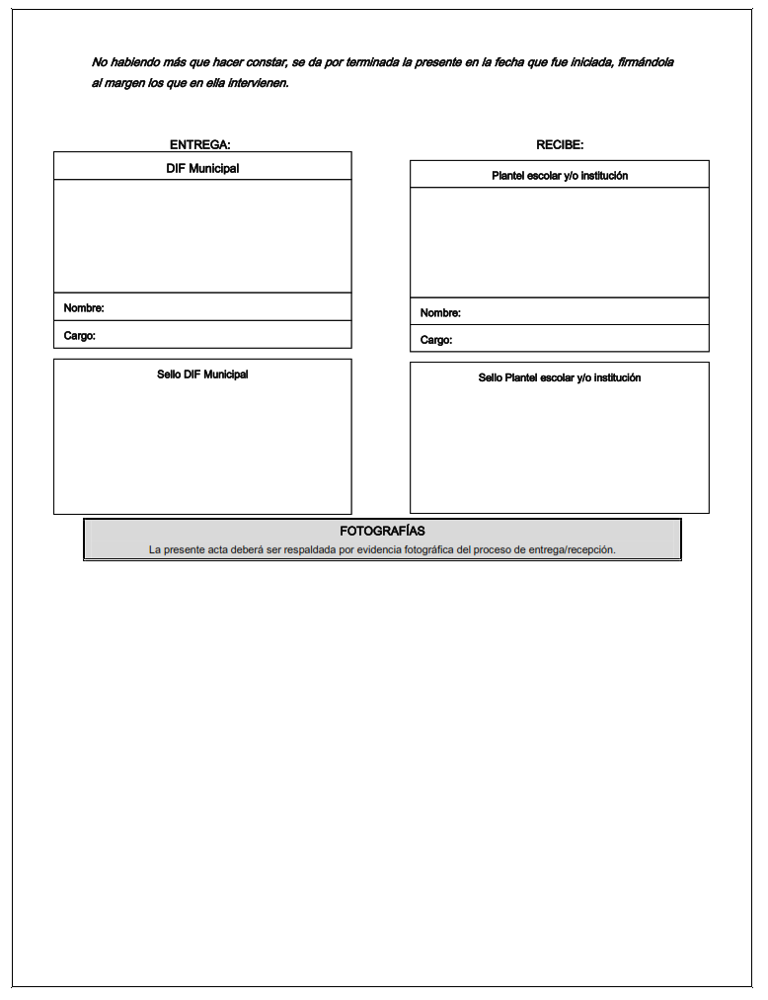 No habiendo más que hacer constar, se da por terminada la presente en la fecha que fue iniciada, firmándola
al margen los que en ella intervienen.
ENTREGA:
DIF Municipal
Nombre:
Cargo:
Sello DIF Municipal
RECIBE:
Plantel escolar y/o institución
Nombre:
Cargo:
Sello Plantel escolar y/o institución
FOTOGRAFÍAS
La presente acta deberá ser respaldada por evidencia fotográfica del proceso de entrega/recepción.